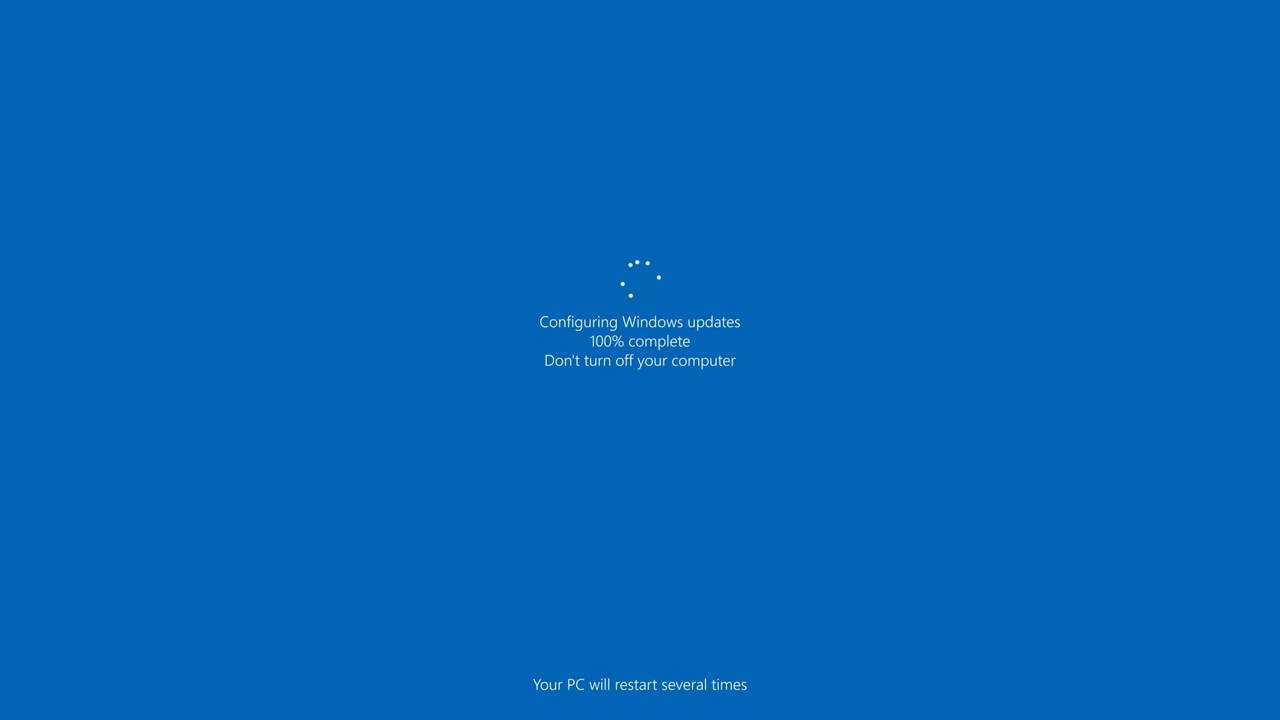 Configuring Windows updates
100% complete
Don't turn off your computer
Your PC will restart several times